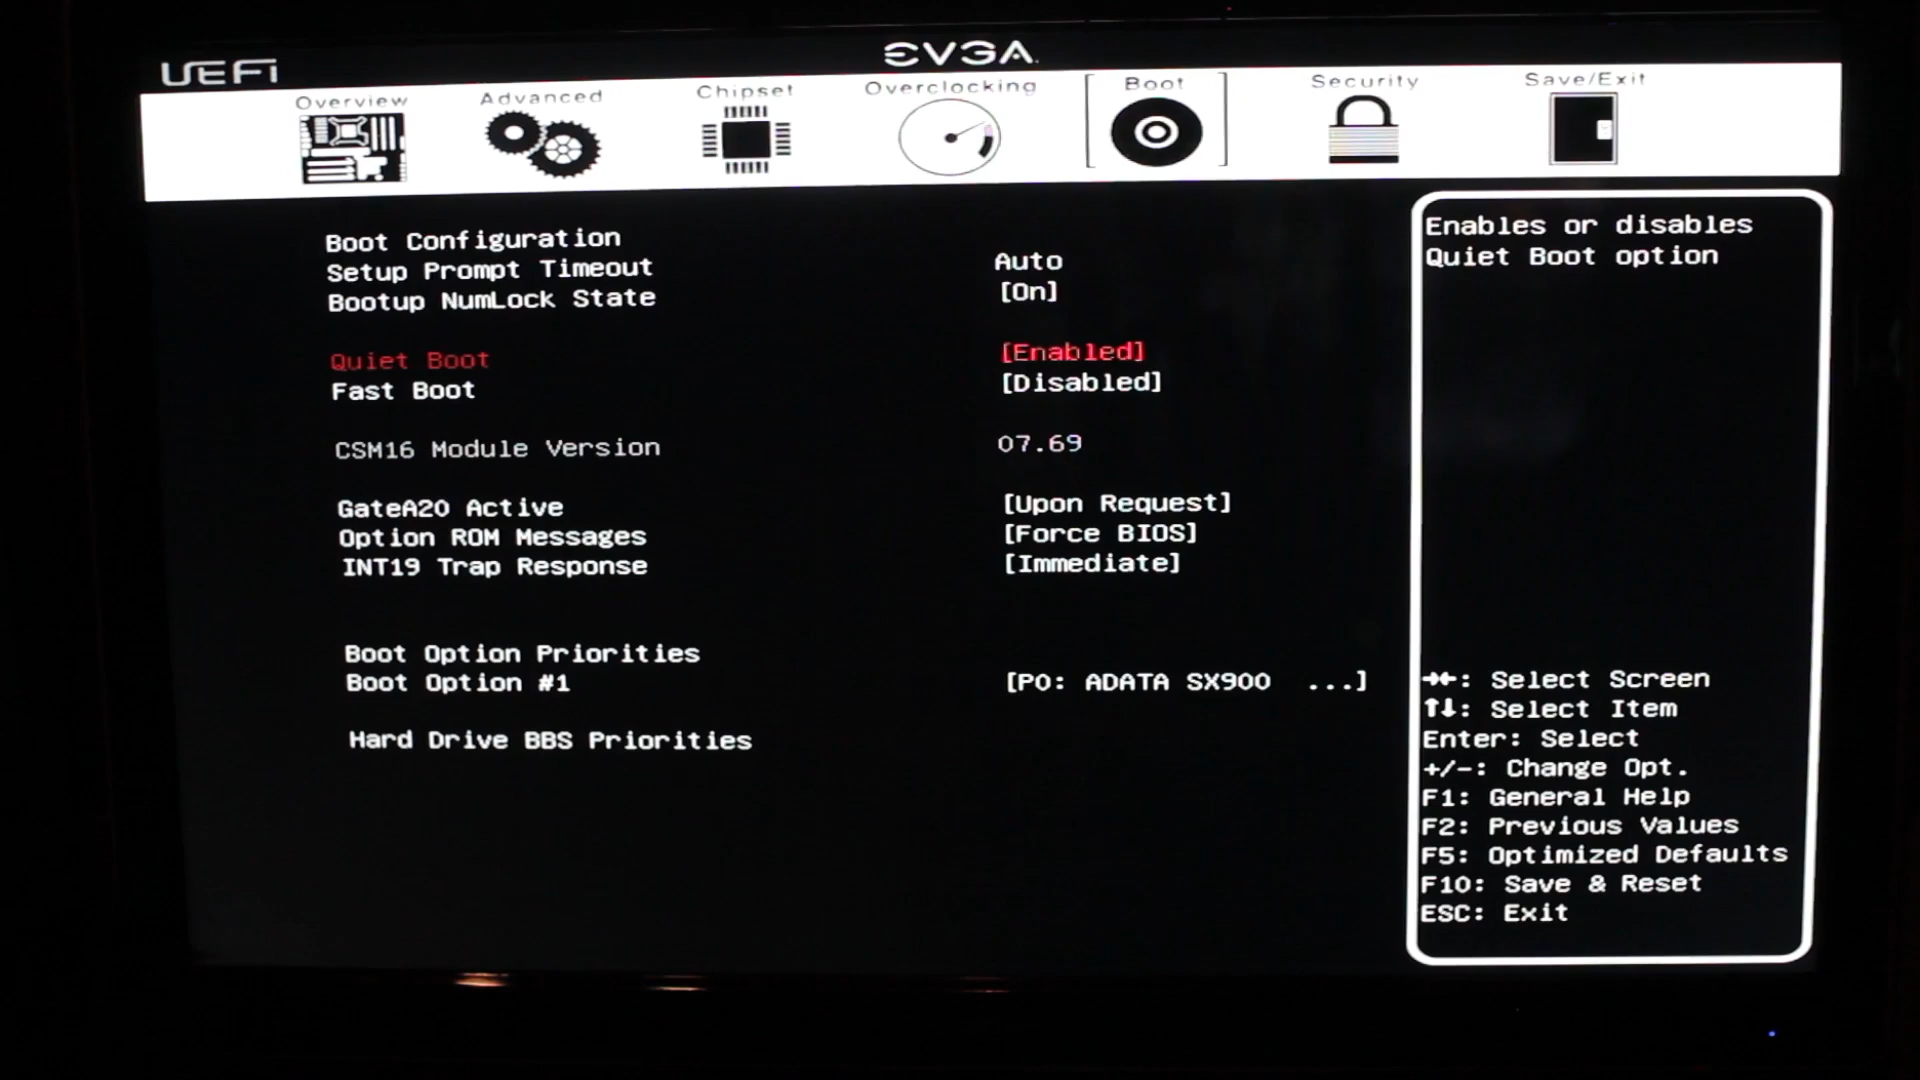 UEFI
EVGA
Overview Advanced Chipset Overclocking Boot Security Save/Exit
Boot Configuration
Setup Prompt Timeout Auto
Bootup NumLock State [On]
Quiet Boot [Enabled]
Fast Boot [Disabled]
CSM16 Module Version 07.69
GateA20 Active [Upon Request]
Option ROM Messages [Force BIOS]
INT19 Trap Response [Immediate]
Boot Option Priorities
Boot Option #1 [P0: ADATA SX900 ...]
Hard Drive BBS Priorities
Enables or disables
Quiet Boot option
→←: Select Screen
↑↓: Select Item
Enter: Select
+/-: Change Opt.
F1: General Help
F2: Previous Values
F5: Optimized Defaults
F10: Save & Reset
ESC: Exit